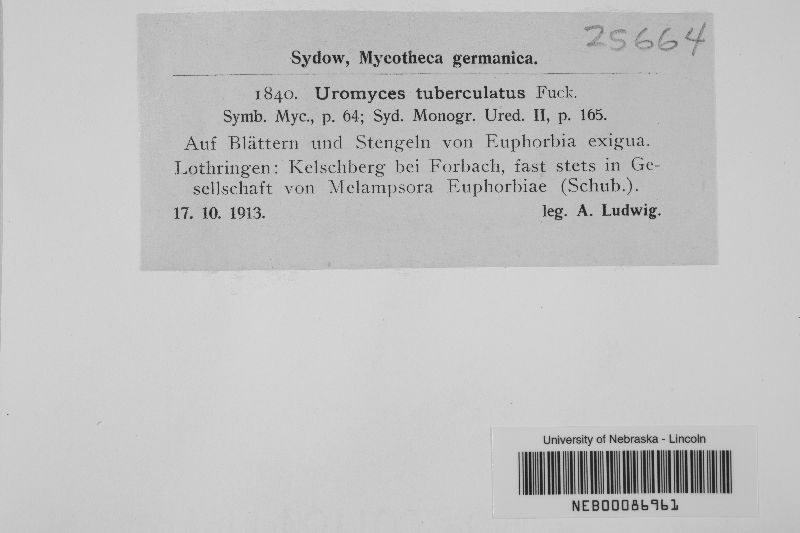 25664
Sydow, Mycotheca germanica.
1840. Uromyces tuberculatus Fuck.
Symb. Myc., p. 64; Syd. Monogr. Ured. II, p. 165.
Auf Blättern und Stengeln von Euphorbia exigua.
Lothringen: Kelschberg bei Forbach, fast stets in Ge-
sellschaft von Melampsora Euphorbiae (Schub.).
17. 10. 1913. leg. A. Ludwig.
University of Nebraska - Lincoln
NEB00086961